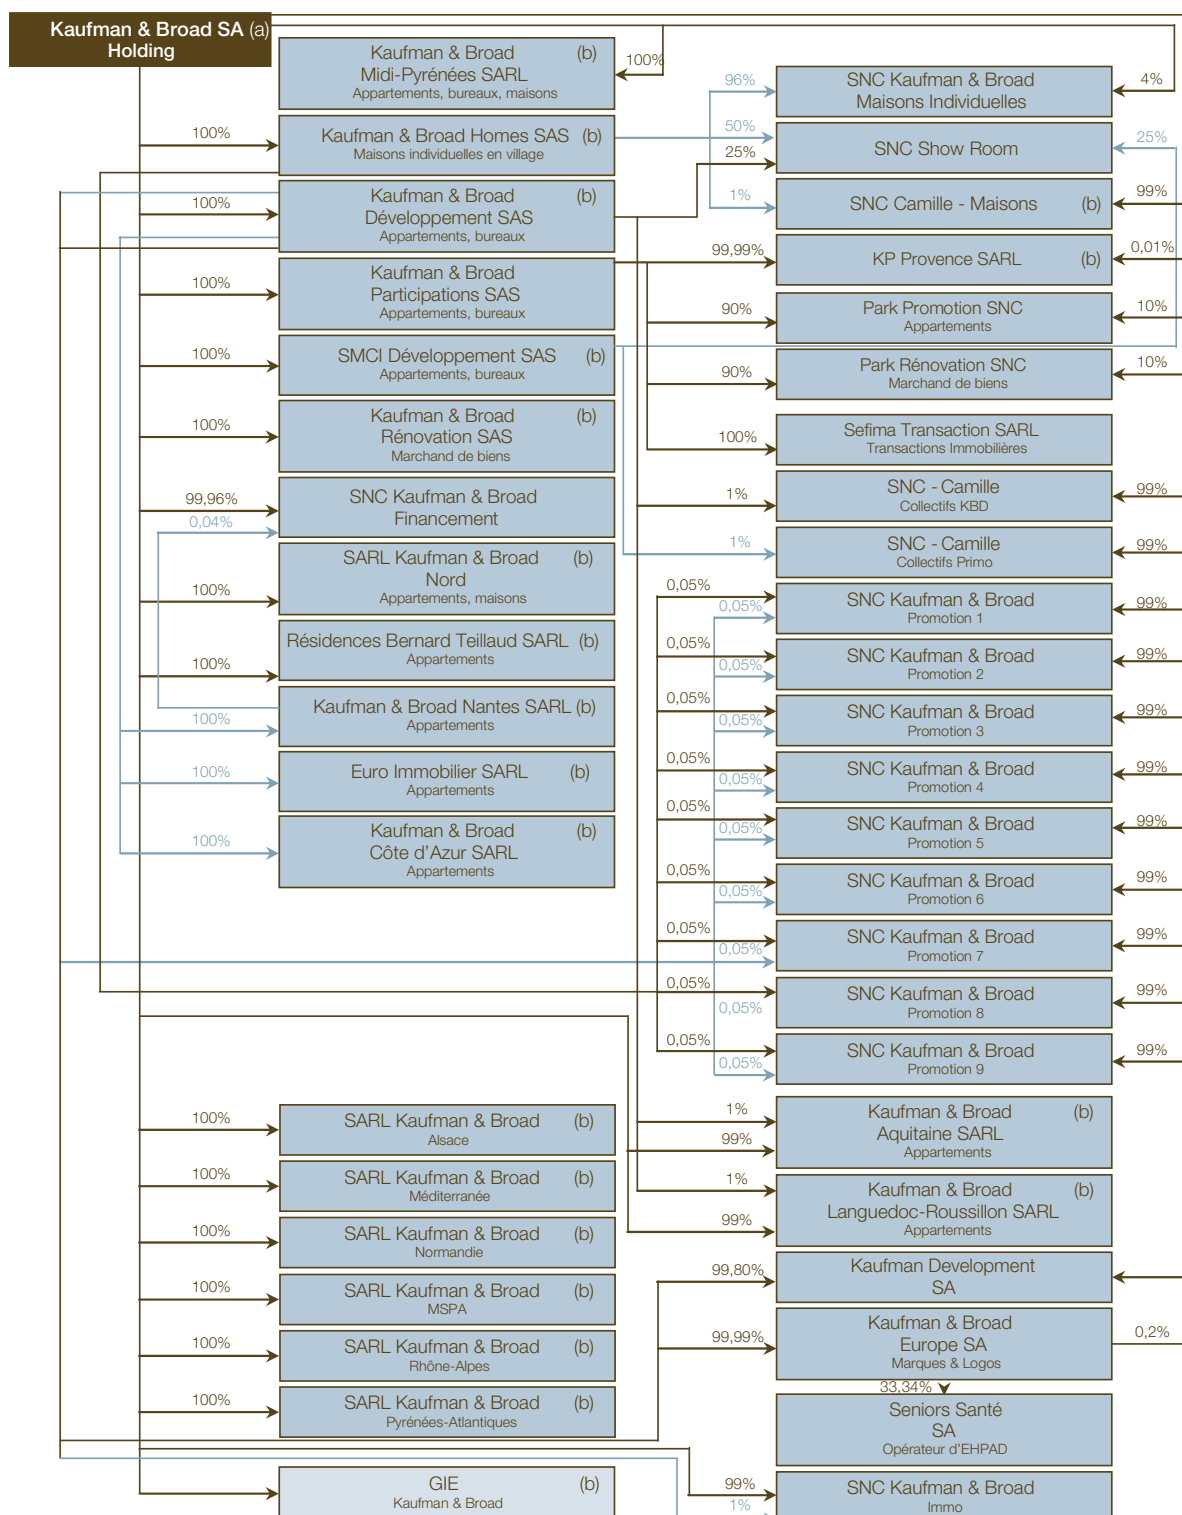 Kaufman & Broad SA (a)
Holding
Kaufman & Broad (b)
Midi-Pyrénées SARL
Appartements, bureaux, maisons
100%
100%
Kaufman & Broad Homes SAS (b)
Maisons individuelles en village
100%
Kaufman & Broad (b)
Développement SAS
Appartements, bureaux
100%
Kaufman & Broad
Participations SAS
Appartements, bureaux
100%
SMCI Développement SAS (b)
Appartements, bureaux
100%
Kaufman & Broad (b)
Rénovation SAS
Marchand de biens
99,96%
0,04%
SNC Kaufman & Broad
Financement
100%
SARL Kaufman & Broad (b)
Nord
Appartements, maisons
100%
Résidences Bernard Teillaud SARL (b)
Appartements
100%
Kaufman & Broad Nantes SARL (b)
Appartements
100%
Euro Immobilier SARL (b)
Appartements
100%
Kaufman & Broad (b)
Côte d'Azur SARL
Appartements
100%
SARL Kaufman & Broad (b)
Alsace
100%
SARL Kaufman & Broad (b)
Méditerranée
100%
SARL Kaufman & Broad (b)
Normandie
100%
SARL Kaufman & Broad (b)
MSPA
100%
SARL Kaufman & Broad (b)
Rhône-Alpes
100%
SARL Kaufman & Broad (b)
Pyrénées-Atlantiques
GIE (b)
Kaufman & Broad
96%
SNC Kaufman & Broad
Maisons Individuelles
4%
50%
25%
SNC Show Room
25%
1%
SNC Camille - Maisons (b)
99%
99,99%
KP Provence SARL (b)
0,01%
90%
Park Promotion SNC
Appartements
10%
90%
Park Rénovation SNC
Marchand de biens
10%
100%
Sefima Transaction SARL
Transactions Immobilières
1%
SNC - Camille
Collectifs KBD
99%
1%
SNC - Camille
Collectifs Primo
99%
0,05%
0,05%
SNC Kaufman & Broad
Promotion 1
99%
0,05%
0,05%
SNC Kaufman & Broad
Promotion 2
99%
0,05%
0,05%
SNC Kaufman & Broad
Promotion 3
99%
0,05%
0,05%
SNC Kaufman & Broad
Promotion 4
99%
0,05%
0,05%
SNC Kaufman & Broad
Promotion 5
99%
0,05%
0,05%
SNC Kaufman & Broad
Promotion 6
99%
0,05%
0,05%
SNC Kaufman & Broad
Promotion 7
99%
0,05%
0,05%
SNC Kaufman & Broad
Promotion 8
99%
0,05%
0,05%
SNC Kaufman & Broad
Promotion 9
99%
1%
99%
Kaufman & Broad (b)
Aquitaine SARL
Appartements
1%
99%
Kaufman & Broad (b)
Languedoc-Roussillon SARL
Appartements
99,80%
Kaufman Development
SA
99,99%
Kaufman & Broad
Europe SA
Marques & Logos
0,2%
33,34%
Seniors Santé
SA
Opérateur d'EHPAD
99%
1%
SNC Kaufman & Broad
Immo